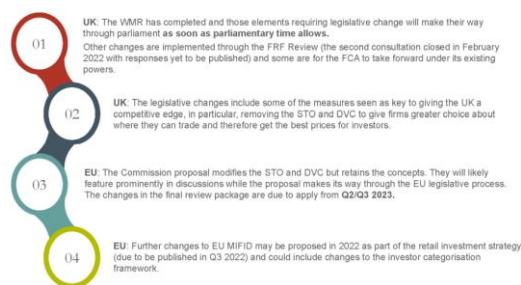 01
UK: The WMR has completed and those elements requiring legislative change will make their way
through parliament as soon as parliamentary time allows.
Other changes are implemented through the FRF Review (the second consultation closed in February
2022 with responses yet to be published) and some are for the FCA to take forward under its existing
powers.
02
UK: The legislative changes include some of the measures seen as key to giving the UK a
competitive edge, in particular, removing the STO and DVC to give firms greater choice about
where they can trade and therefore get the best prices for investors.
03
EU: The Commission proposal modifies the STO and DVC but retains the concepts. They will likely
feature prominently in discussions while the proposal makes its way through the EU legislative process.
The changes in the final review package are due to apply from Q2/Q3 2023.
04
EU: Further changes to EU MIFID may be proposed in 2022 as part of the retail investment strategy
(due to be published in Q3 2022) and could include changes to the investor categorisation
framework.